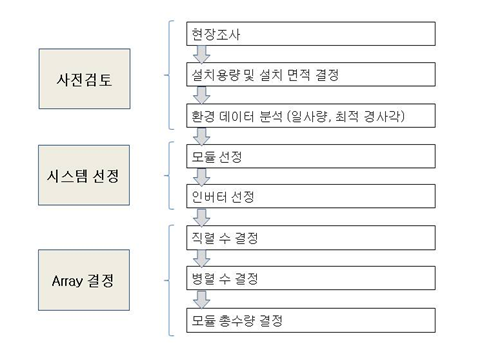 사전검토
현장조사
설치용량 및 설치 면적 결정
환경 데이터 분석 (일사량, 최적 경사각)
시스템 선정
모듈 선정
인버터 선정
Array 결정
직렬 수 결정
병렬 수 결정
모듈 총수량 결정